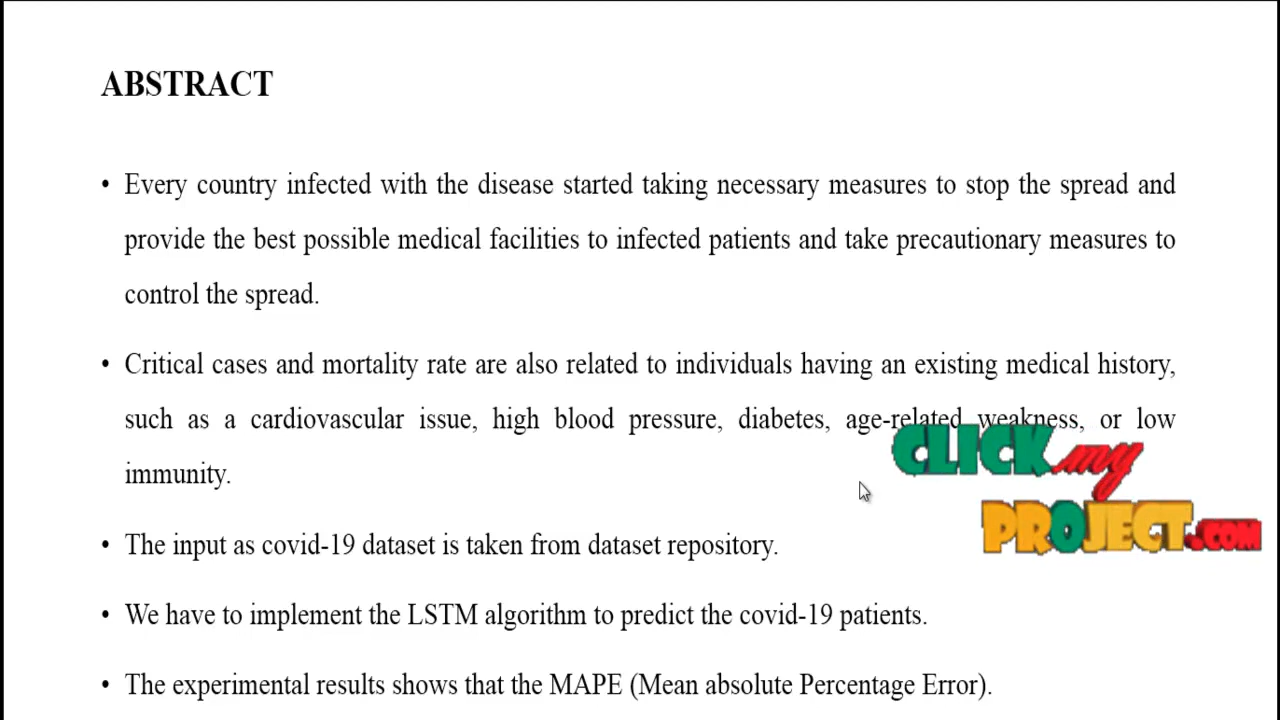 ABSTRACT
• Every country infected with the disease started taking necessary measures to stop the spread and
provide the best possible medical facilities to infected patients and take precautionary measures to
control the spread.
• Critical cases and mortality rate are also related to individuals having an existing medical history,
such as a cardiovascular issue, high blood pressure, diabetes, age-related weakness, or low
immunity.
CLICK my
PROJECT.COM
• The input as covid-19 dataset is taken from dataset repository.
• We have to implement the LSTM algorithm to predict the covid-19 patients.
• The experimental results shows that the MAPE (Mean absolute Percentage Error).